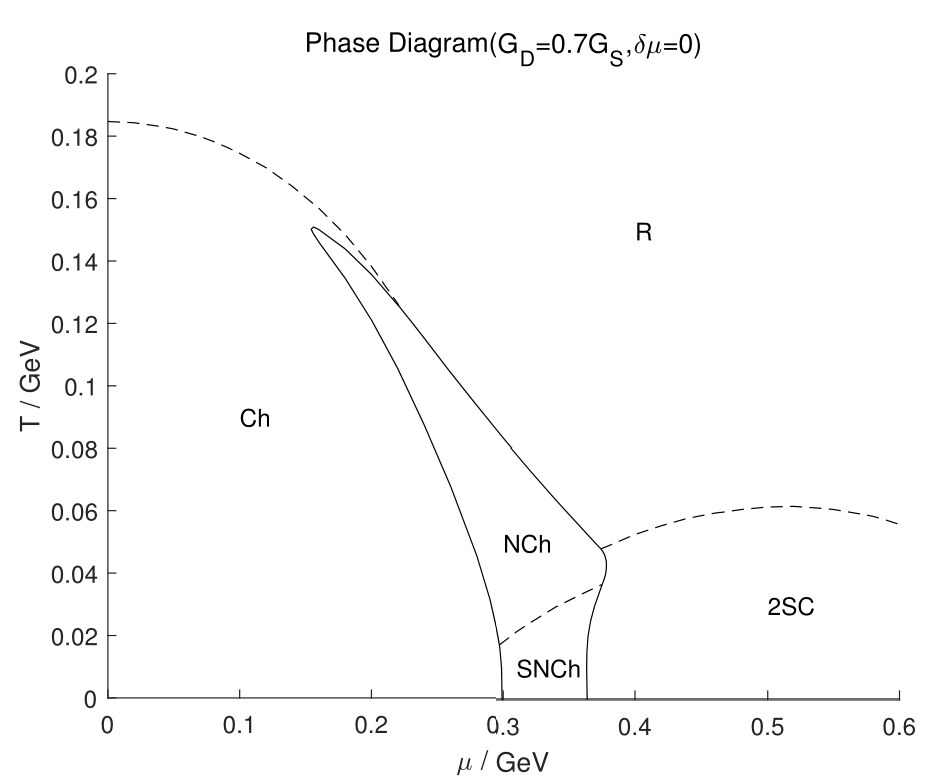 Phase Diagram(G_D=0.7G_S,δμ=0)
T / GeV
0.2
0.18
0.16
0.14
0.12
0.1
0.08
0.06
0.04
0.02
0
R
Ch
NCh
2SC
SNCh
0 0.1 0.2 0.3 0.4 0.5 0.6
μ / GeV